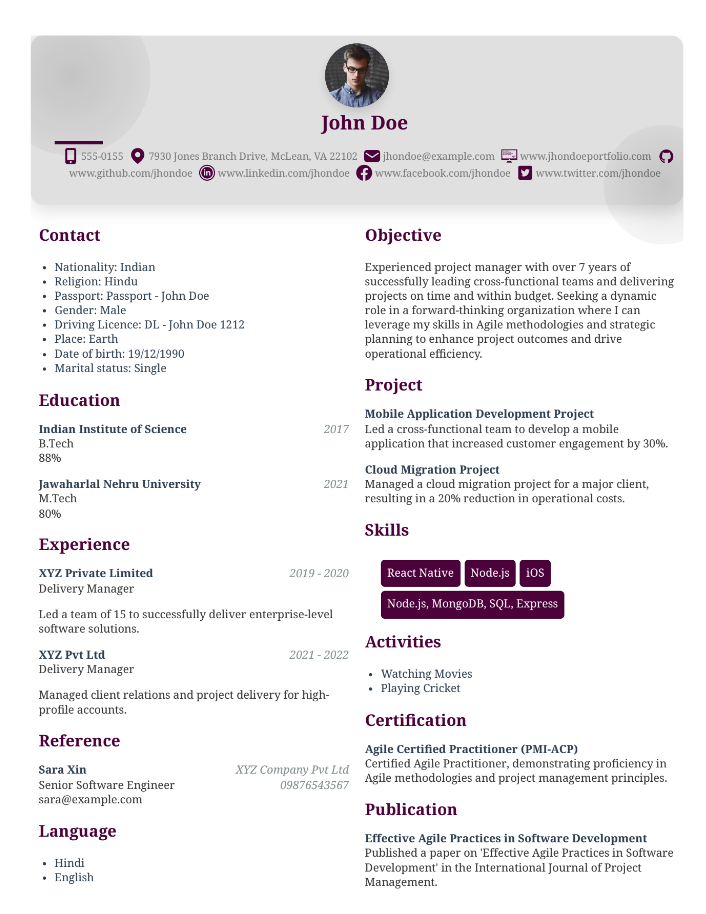 John Doe
555-0155 7930 Jones Branch Drive, McLean, VA 22102 jhondoe@example.com www.jhondoeportfolio.com
www.github.com/jhondoe www.linkedin.com/jhondoe www.facebook.com/jhondoe www.twitter.com/jhondoe
Contact
• Nationality: Indian
• Religion: Hindu
• Passport: Passport - John Doe
• Gender: Male
• Driving Licence: DL - John Doe 1212
• Place: Earth
• Date of birth: 19/12/1990
• Marital status: Single
Education
Indian Institute of Science 2017
B.Tech
88%
Jawaharlal Nehru University 2021
M.Tech
80%
Experience
XYZ Private Limited 2019 - 2020
Delivery Manager
Led a team of 15 to successfully deliver enterprise-level
software solutions.
XYZ Pvt Ltd 2021 - 2022
Delivery Manager
Managed client relations and project delivery for high-
profile accounts.
Reference
Sara Xin XYZ Company Pvt Ltd
Senior Software Engineer 09876543567
sara@example.com
Language
• Hindi
• English
Objective
Experienced project manager with over 7 years of
successfully leading cross-functional teams and delivering
projects on time and within budget. Seeking a dynamic
role in a forward-thinking organization where I can
leverage my skills in Agile methodologies and strategic
planning to enhance project outcomes and drive
operational efficiency.
Project
Mobile Application Development Project
Led a cross-functional team to develop a mobile
application that increased customer engagement by 30%.
Cloud Migration Project
Managed a cloud migration project for a major client,
resulting in a 20% reduction in operational costs.
Skills
React Native Node.js iOS
Node.js, MongoDB, SQL, Express
Activities
• Watching Movies
• Playing Cricket
Certification
Agile Certified Practitioner (PMI-ACP)
Certified Agile Practitioner, demonstrating proficiency in
Agile methodologies and project management principles.
Publication
Effective Agile Practices in Software Development
Published a paper on 'Effective Agile Practices in Software
Development' in the International Journal of Project
Management.